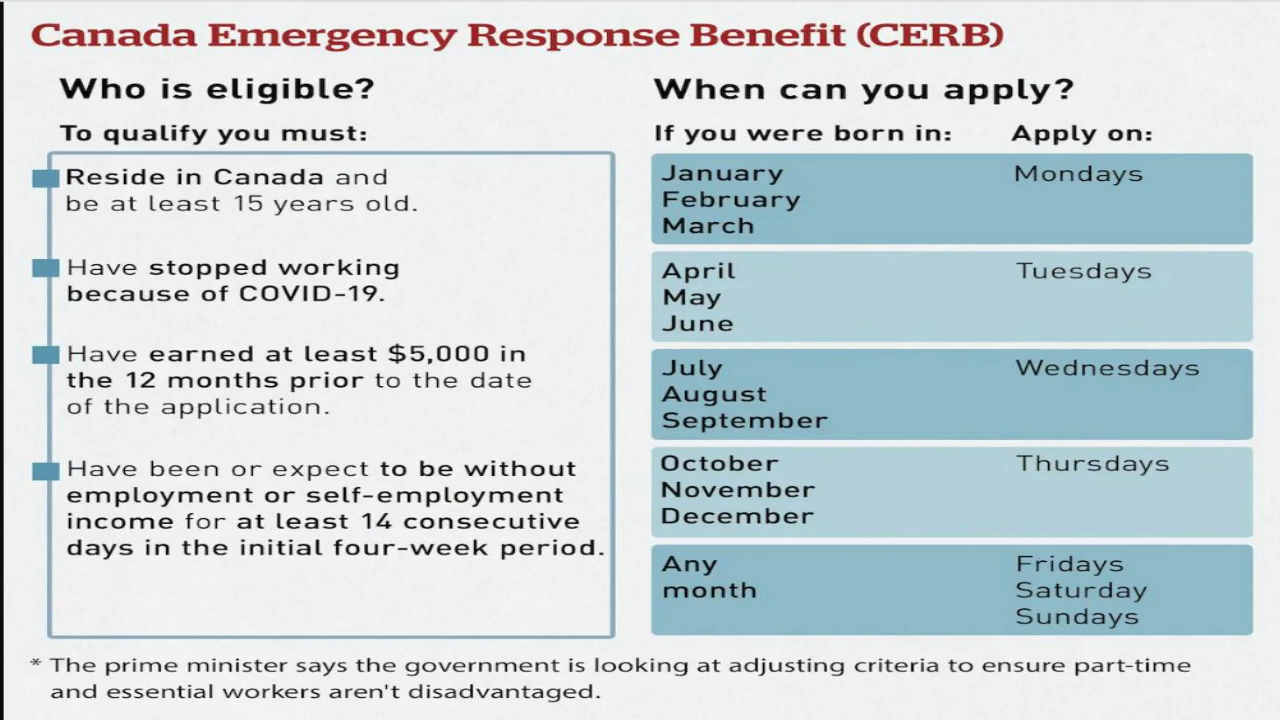 Canada Emergency Response Benefit (CERB)
Who is eligible?
To qualify you must:
Reside in Canada and
be at least 15 years old.
Have stopped working
because of COVID-19.
Have earned at least $5,000 in
the 12 months prior to the date
of the application.
Have been or expect to be without
employment or self-employment
income for at least 14 consecutive
days in the initial four-week period.
When can you apply?
If you were born in: Apply on:
January Mondays
February
March
April Tuesdays
May
June
July Wednesdays
August
September
October Thursdays
November
December
Any Fridays
month Saturday
Sundays
* The prime minister says the government is looking at adjusting criteria to ensure part-time
and essential workers aren't disadvantaged.